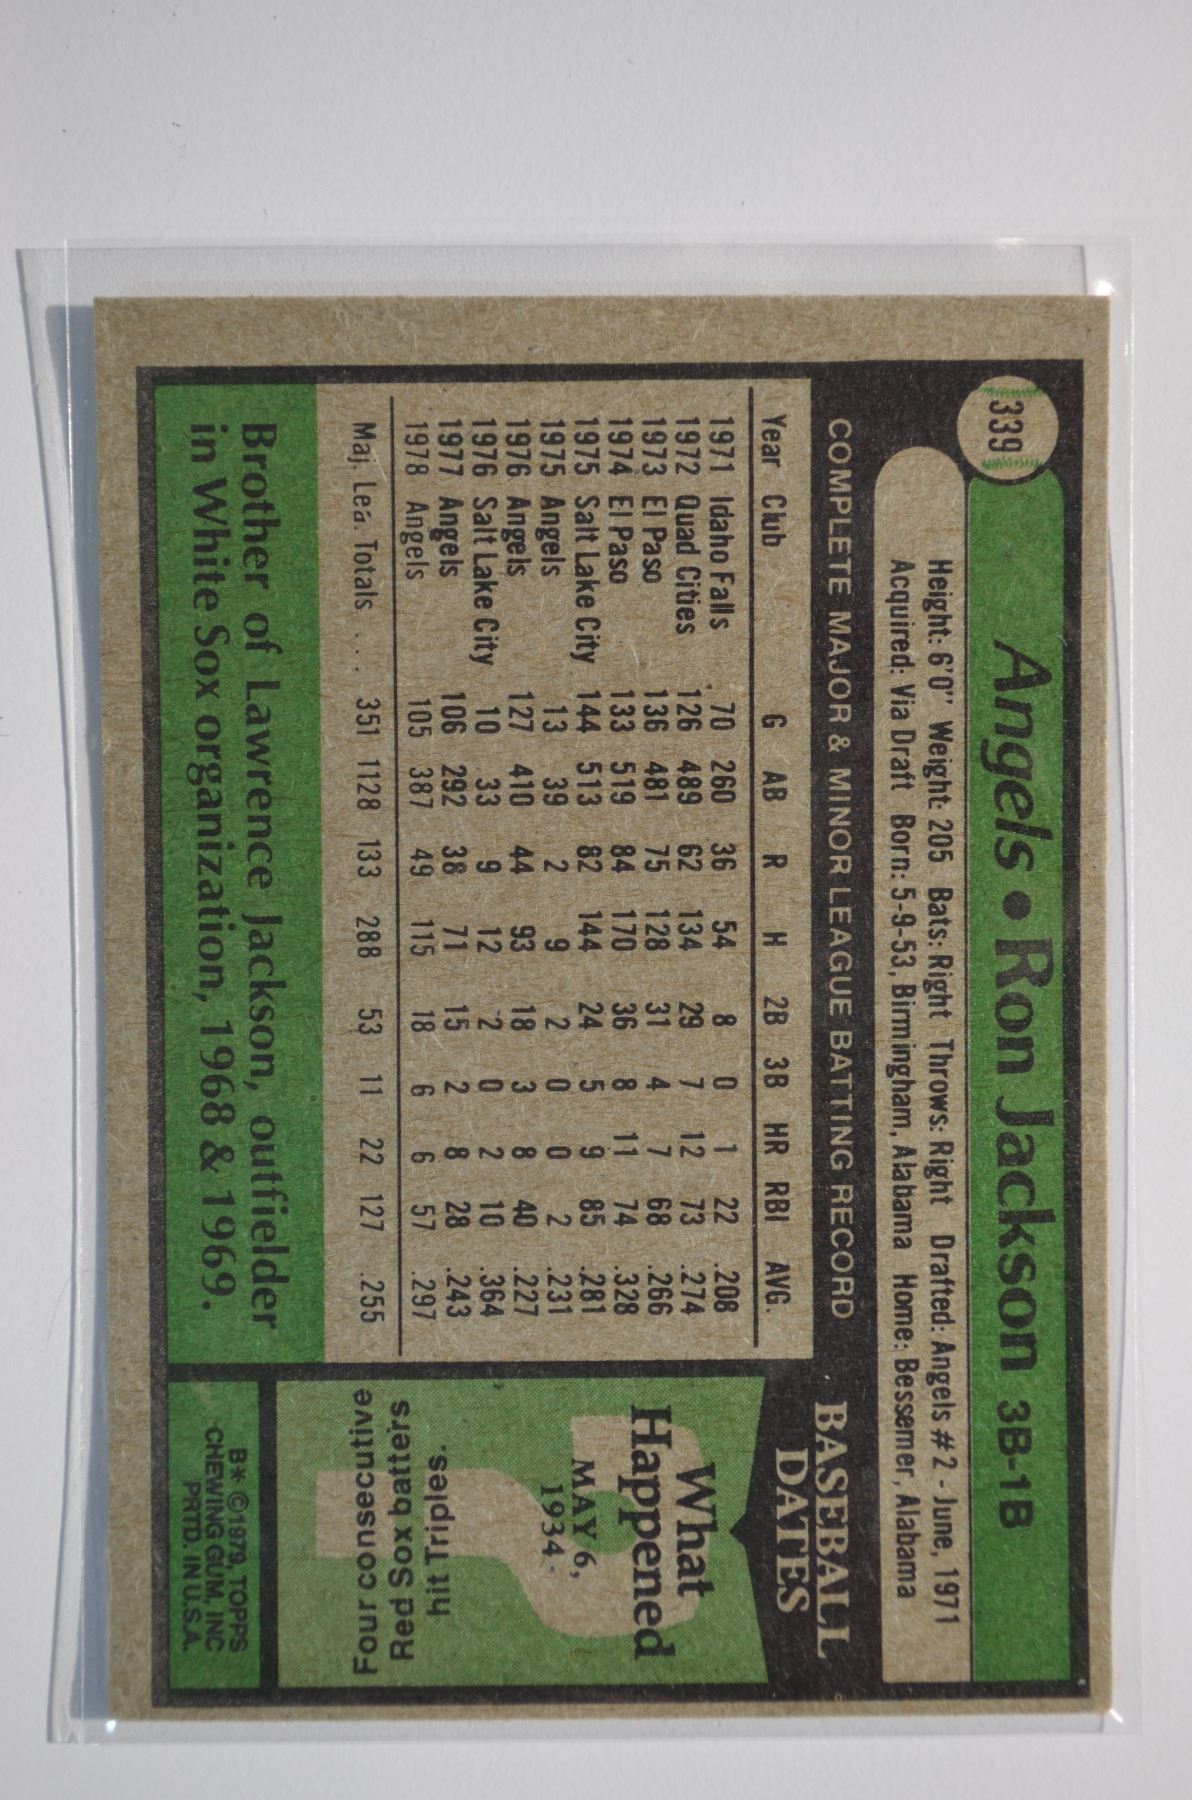 339
Angels • Ron Jackson 3B-1B
Height: 6'0" Weight: 205 Bats: Right Throws: Right Drafted: Angels #2 - June, 1971
Acquired: Via Draft Born: 5-9-53, Birmingham, Alabama Home: Bessemer, Alabama
COMPLETE MAJOR & MINOR LEAGUE BATTING RECORD
Year Club G AB R H 2B 3B HR RBI AVG.
1971 Idaho Falls 70 260 36 54 8 0 1 22 .208
1972 Quad Cities 126 489 62 134 29 7 12 73 .274
1973 El Paso 136 481 75 128 31 4 7 68 .266
1974 El Paso 133 519 84 170 36 8 11 74 .328
1975 Salt Lake City 144 513 82 144 24 5 9 85 .281
1975 Angels 13 39 2 9 2 0 0 2 .231
1976 Angels 127 410 44 93 18 3 8 40 .227
1976 Salt Lake City 10 33 9 12 2 0 2 10 .364
1977 Angels 106 292 38 71 15 2 8 28 .243
1978 Angels 105 387 49 115 18 6 6 57 .297
Maj. Lea. Totals . . . . 351 1128 133 288 53 11 22 127 .255
Brother of Lawrence Jackson, outfielder
in White Sox organization, 1968 & 1969.
BASEBALL
DATES
What
Happened
MAY 6,
1934.
Four consecutive
Red Sox batters
hit Triples.
B* ©1979, TOPPS
CHEWING GUM, INC
PRTD. IN U.S.A.